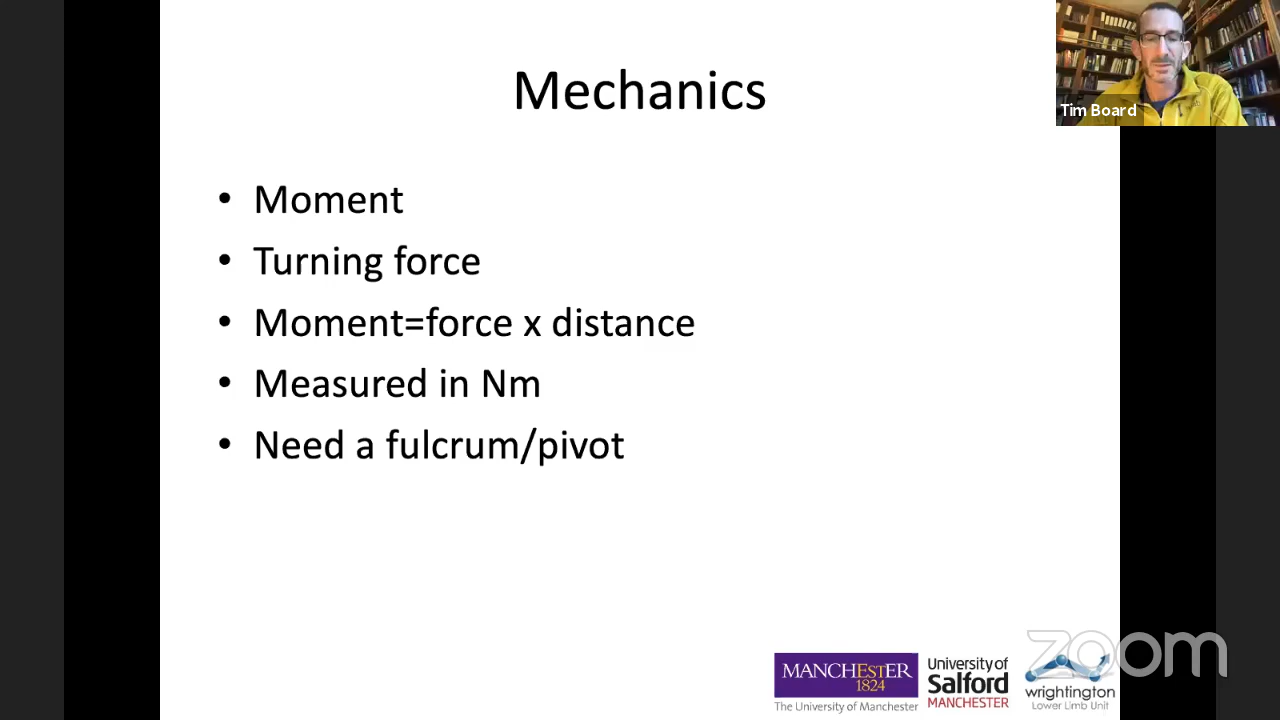 Mechanics
Tim Board
• Moment
• Turning force
• Moment=force x distance
• Measured in Nm
• Need a fulcrum/pivot
MANCHESTER
1824
The University of Manchester
University of
Salford
MANCHESTER
zoom
wrightington
Lower Limb Unit